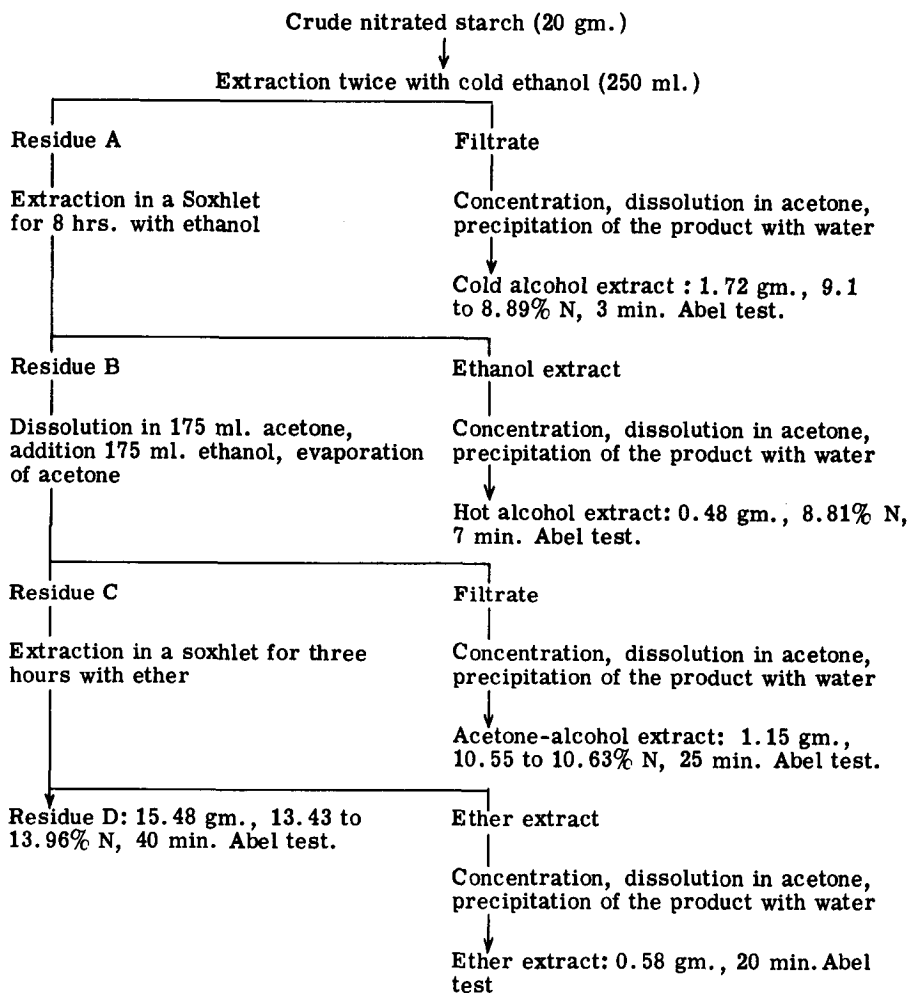 Crude nitrated starch (20 gm.)
Extraction twice with cold ethanol (250 ml.)
Residue A
Filtrate
Extraction in a Soxhlet
for 8 hrs. with ethanol
Concentration, dissolution in acetone,
precipitation of the product with water
Cold alcohol extract : 1.72 gm., 9.1
to 8.89% N, 3 min. Abel test.
Residue B
Ethanol extract
Dissolution in 175 ml. acetone,
addition 175 ml. ethanol, evaporation
of acetone
Concentration, dissolution in acetone,
precipitation of the product with water
Hot alcohol extract: 0.48 gm., 8.81% N,
7 min. Abel test.
Residue C
Filtrate
Extraction in a soxhlet for three
hours with ether
Concentration, dissolution in acetone,
precipitation of the product with water
Acetone-alcohol extract: 1.15 gm.,
10.55 to 10.63% N, 25 min. Abel test.
Residue D: 15.48 gm., 13.43 to
13.96% N, 40 min. Abel test.
Ether extract
Concentration, dissolution in acetone,
precipitation of the product with water
Ether extract: 0.58 gm., 20 min. Abel
test